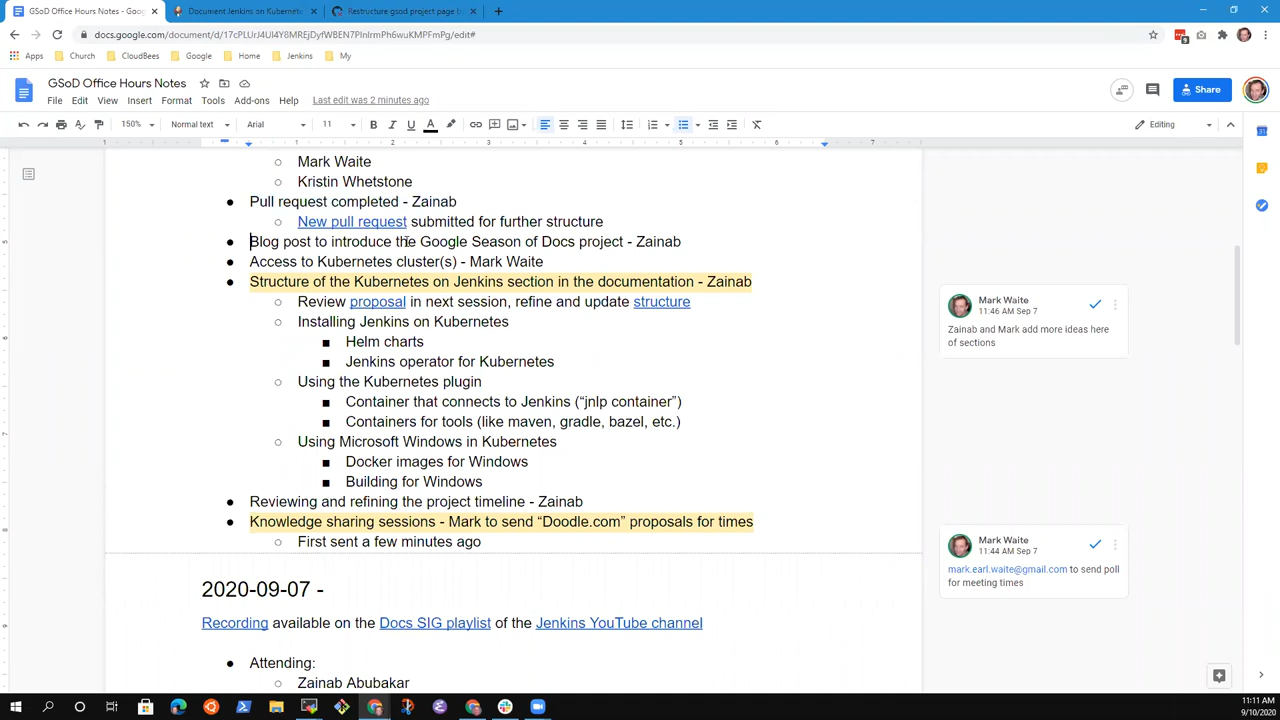 GSoD Office Hours Notes - Goo
Document Jenkins on Kubernete
Restructure gsod project page b
docs.google.com/document/d/17cPLUrJ4UI4Y8MREjDyfWBEN7PInlrmPh6wuKMPFmPg/edit#
Apps
Church
CloudBees
Google
Home
Jenkins
My
GSoD Office Hours Notes
File Edit View Insert Format Tools Add-ons Help Last edit was 2 minutes ago
Share
150% Normal text Arial 11 B I U A Editing
1 1 2 3 4 5 6 7
Mark Waite
Kristin Whetstone
Pull request completed - Zainab
New pull request submitted for further structure
Blog post to introduce the Google Season of Docs project - Zainab
Access to Kubernetes cluster(s) - Mark Waite
Structure of the Kubernetes on Jenkins section in the documentation - Zainab
Review proposal in next session, refine and update structure
Installing Jenkins on Kubernetes
Helm charts
Jenkins operator for Kubernetes
Using the Kubernetes plugin
Container that connects to Jenkins (“jnlp container”)
Containers for tools (like maven, gradle, bazel, etc.)
Using Microsoft Windows in Kubernetes
Docker images for Windows
Building for Windows
Reviewing and refining the project timeline - Zainab
Knowledge sharing sessions - Mark to send “Doodle.com” proposals for times
First sent a few minutes ago
2020-09-07 -
Recording available on the Docs SIG playlist of the Jenkins YouTube channel
Attending:
Zainab Abubakar
Mark Waite
11:46 AM Sep 7
Zainab and Mark add more ideas here
of sections
Mark Waite
11:44 AM Sep 7
mark.earl.waite@gmail.com to send poll
for meeting times
11:11 AM
9/10/2020